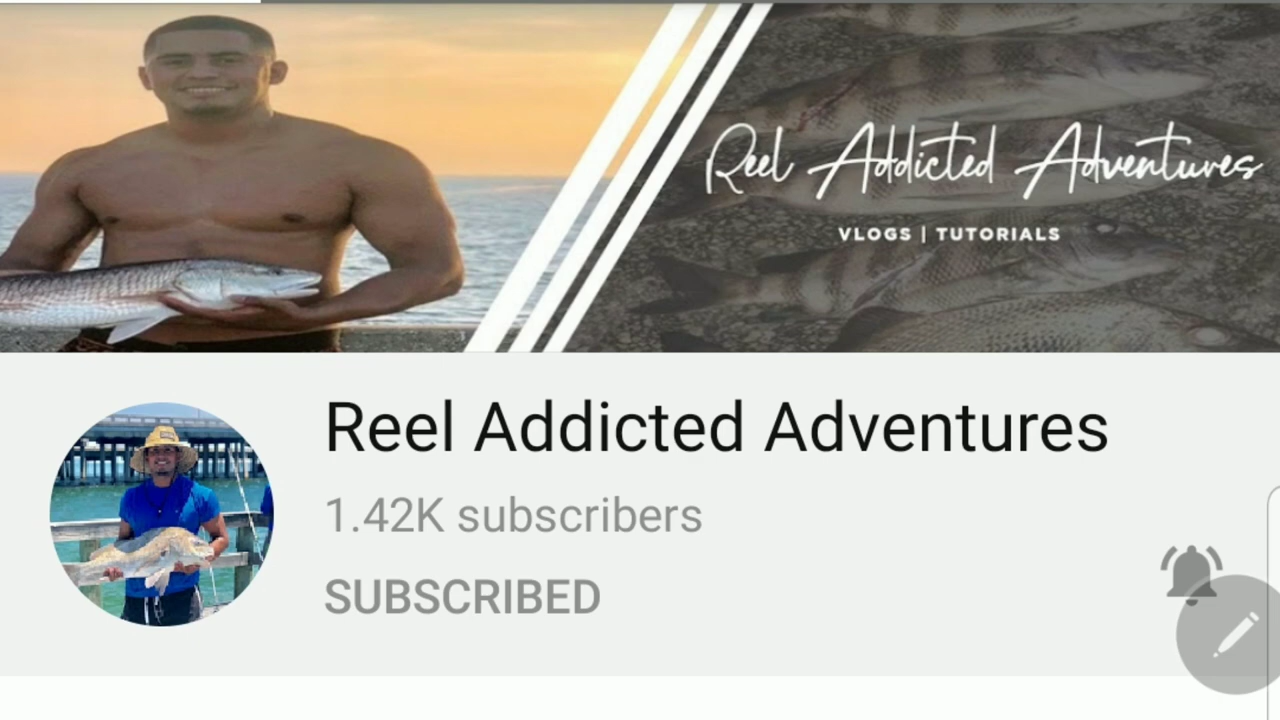 Reel Addicted Adventures
VLOGS | TUTORIALS
Reel Addicted Adventures
1.42K subscribers
SUBSCRIBED